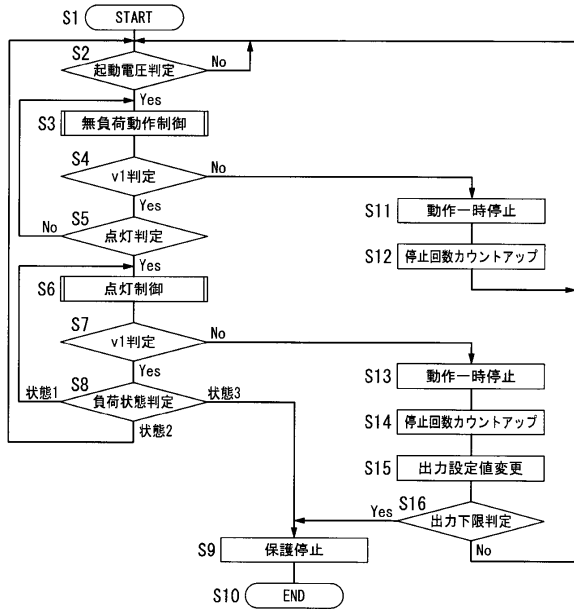 S1 START
S2 起動電圧判定 No
Yes
S3 無負荷動作制御
S4 v1判定 No
Yes
S5 点灯判定 No
Yes
S6 点灯制御
S7 v1判定 No
Yes
S8 負荷状態判定
状態1
状態3
状態2
S11 動作一時停止
S12 停止回数カウントアップ
S13 動作一時停止
S14 停止回数カウントアップ
S15 出力設定値変更
S16 出力下限判定
Yes
No
S9 保護停止
S10 END